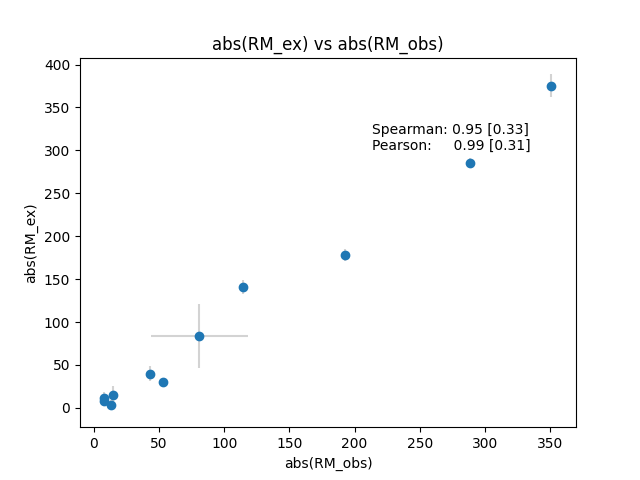 abs(RM_ex) vs abs(RM_obs)
400
350
Spearman: 0.95 [0.33]
Pearson: 0.99 [0.31]
300
250
200
150
100
50
0
abs(RM_ex)
0 50 100 150 200 250 300 350
abs(RM_obs)